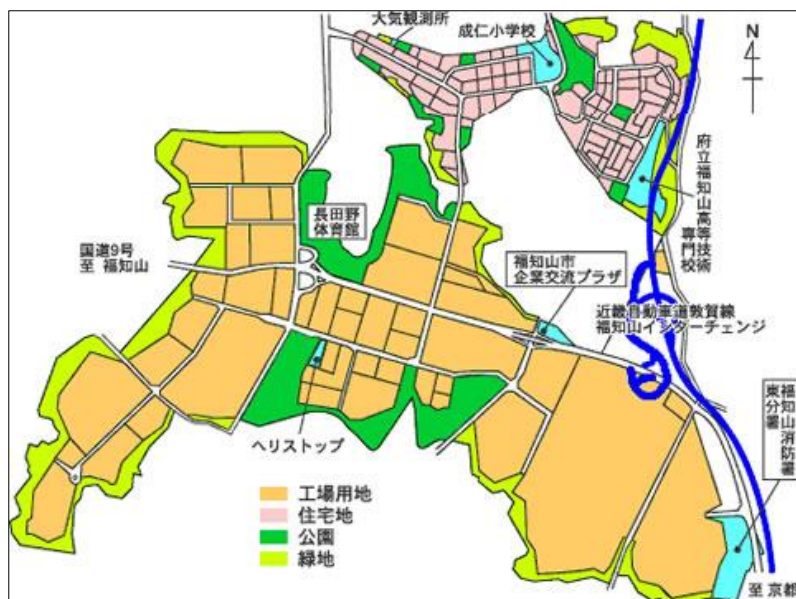 大気観測所
成仁小学校
N
府立福知山高等技術
専門校
長田野
体育館
国道9号
至 福知山
福知山市
企業交流プラザ
近畿自動車道敦賀線
福知山インターチェンジ
福知山消防署
東分署
ヘリストップ
工場用地
住宅地
公園
緑地
至 京都